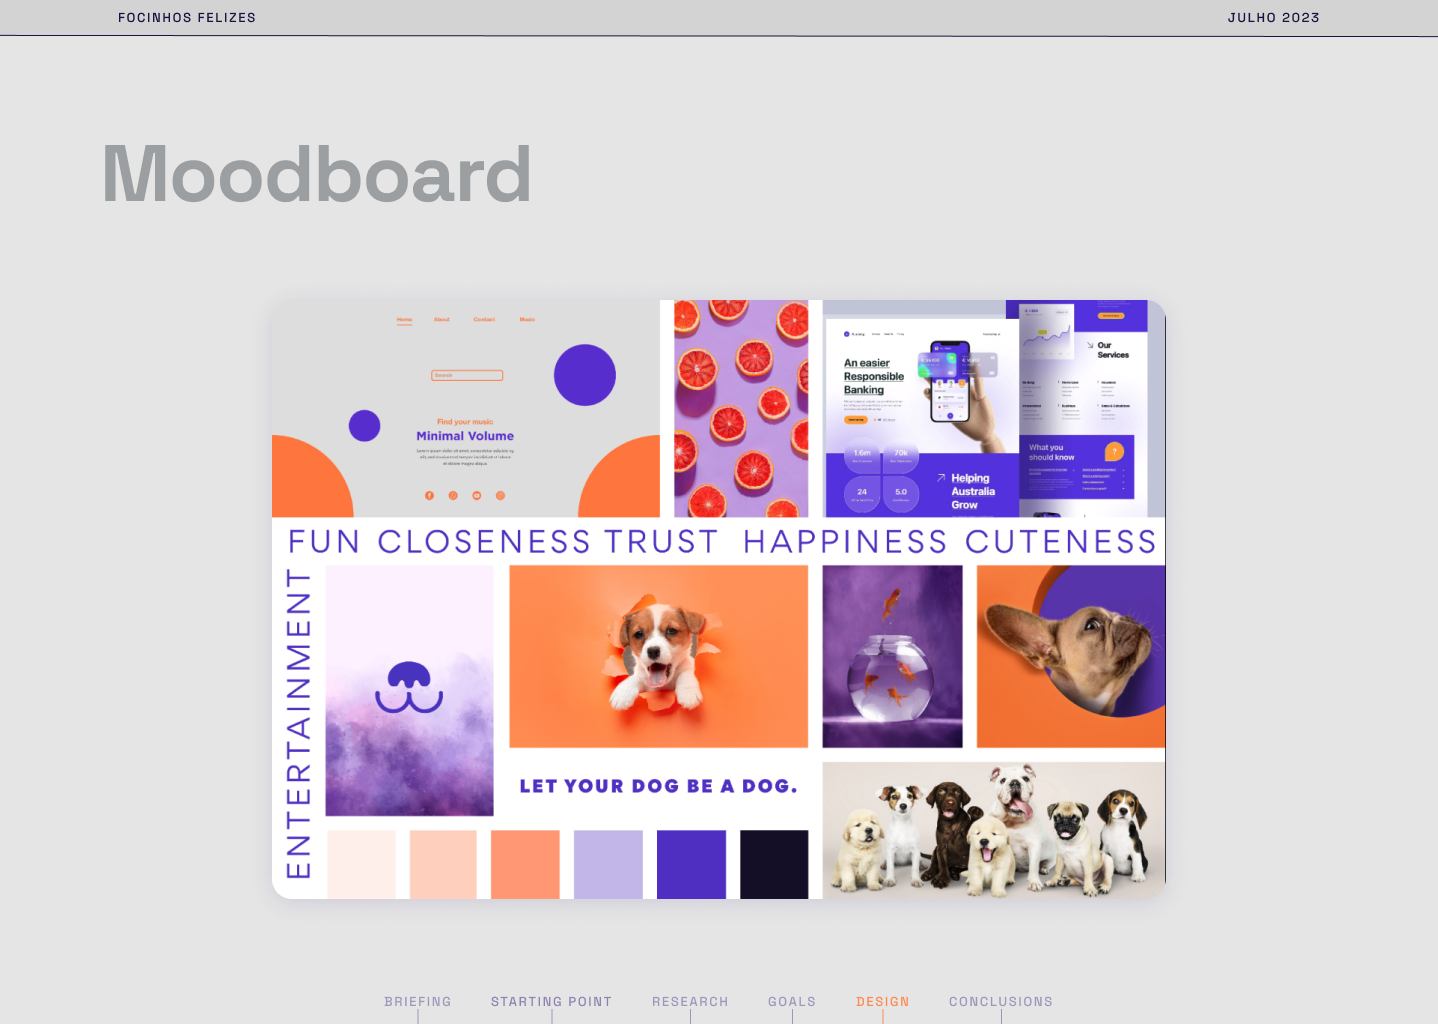 FOCINHOS FELIZES
JULHO 2023
Moodboard
Home About Contact Music
Search
Find your music
Minimal Volume
An easier
Responsible
Banking
1.6m
70k
24
5.0
Helping
Australia
Grow
Our
Services
What you
should know
?
FUN CLOSENESS TRUST HAPPINESS CUTENESS
ENTERTAINMENT
LET YOUR DOG BE A DOG.
BRIEFING
STARTING POINT
RESEARCH
GOALS
DESIGN
CONCLUSIONS